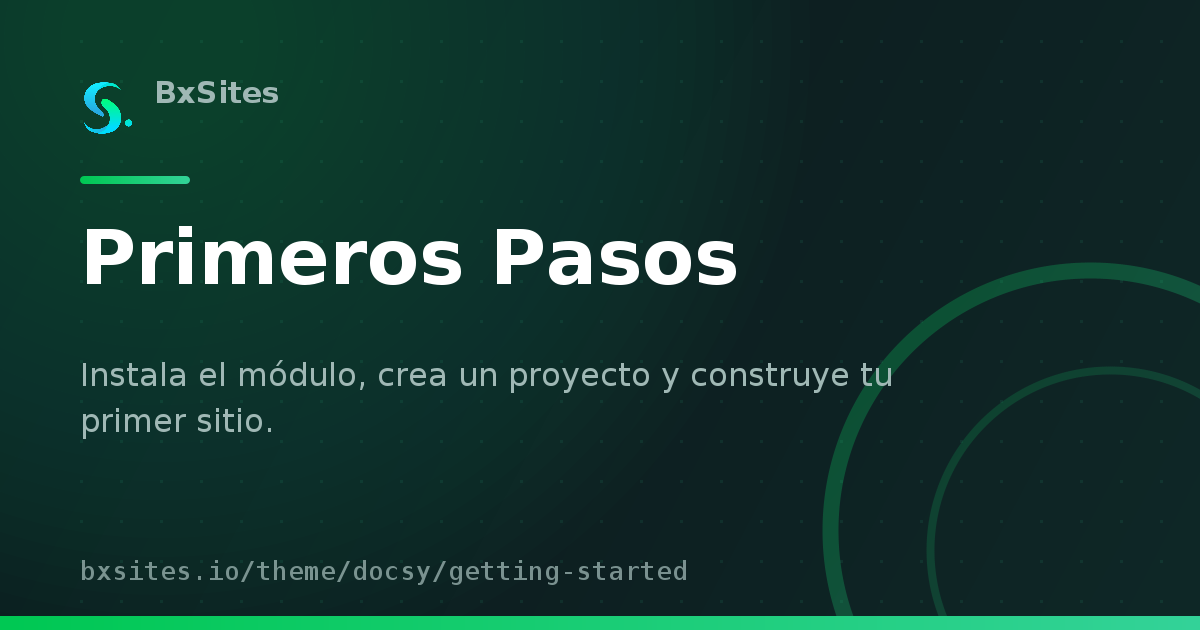 BxSites
Primeros Pasos
Instala el módulo, crea un proyecto y construye tu
primer sitio.
bxsites.io/theme/docsy/getting-started